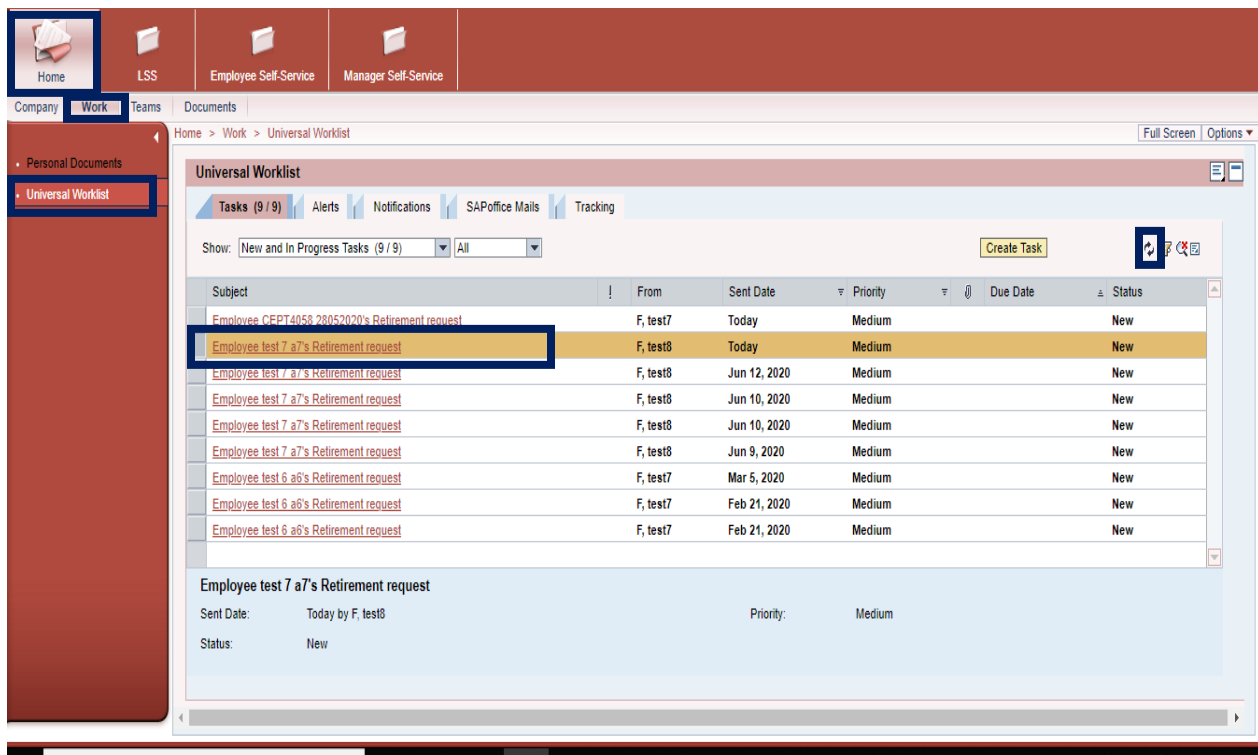 Home LSS Employee Self-Service Manager Self-Service
Company Work Teams Documents
Home > Work > Universal Worklist Full Screen Options
Personal Documents
Universal Worklist
Universal Worklist
Tasks (9 / 9) Alerts Notifications SAPoffice Mails Tracking
Show: New and In Progress Tasks (9 / 9) All Create Task
Subject ! From Sent Date Priority Due Date Status
Employee CEPT4058 28052020's Retirement request F, test7 Today Medium New
Employee test 7 a7's Retirement request F, test8 Today Medium New
Employee test 7 a7's Retirement request F, test8 Jun 12, 2020 Medium New
Employee test 7 a7's Retirement request F, test8 Jun 10, 2020 Medium New
Employee test 7 a7's Retirement request F, test8 Jun 10, 2020 Medium New
Employee test 7 a7's Retirement request F, test8 Jun 9, 2020 Medium New
Employee test 6 a6's Retirement request F, test7 Mar 5, 2020 Medium New
Employee test 6 a6's Retirement request F, test7 Feb 21, 2020 Medium New
Employee test 6 a6's Retirement request F, test7 Feb 21, 2020 Medium New
Employee test 7 a7's Retirement request
Sent Date: Today by F, test8 Priority: Medium
Status: New